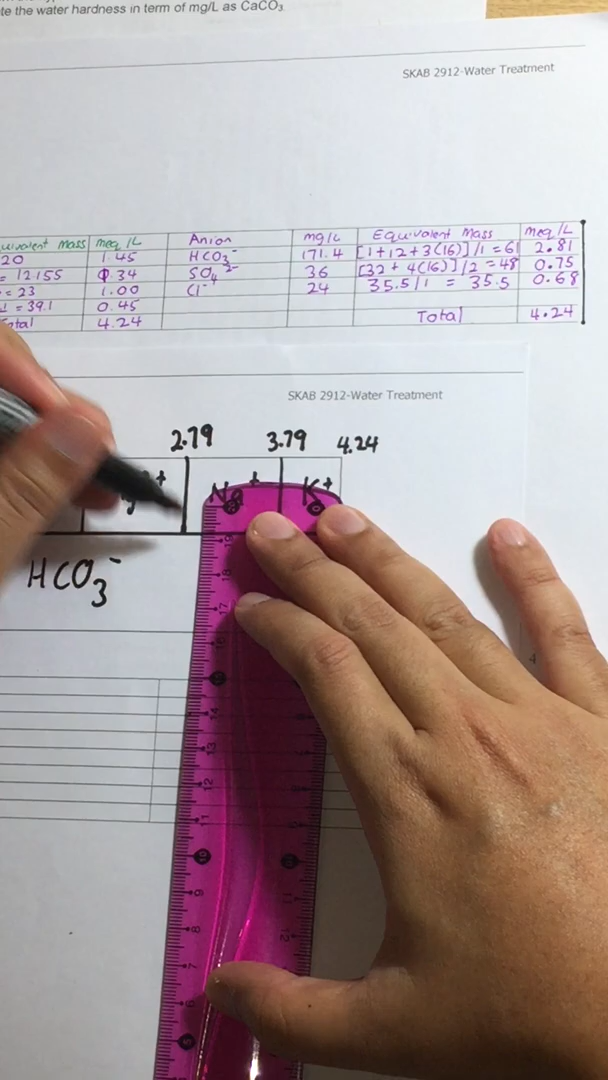 te the water hardness in term of mg/L as CaCO3
SKAB 2912-Water Treatment
uivalent Mass meq/L Anion mg/L Equivalent Mass meq/L
20 1.45 HCO3- 171.4 [1+12+3(16)]/1 = 61 2.81
= 12.155 1.34 SO4 2- 36 [32 + 4(16)]/2 = 48 0.75
= 23 1.00 Cl- 24 35.5/1 = 35.5 0.68
= 39.1 0.45
Total 4.24 Total 4.24
SKAB 2912-Water Treatment
2.79 3.79 4.24
Na+ K+
HCO3-
4